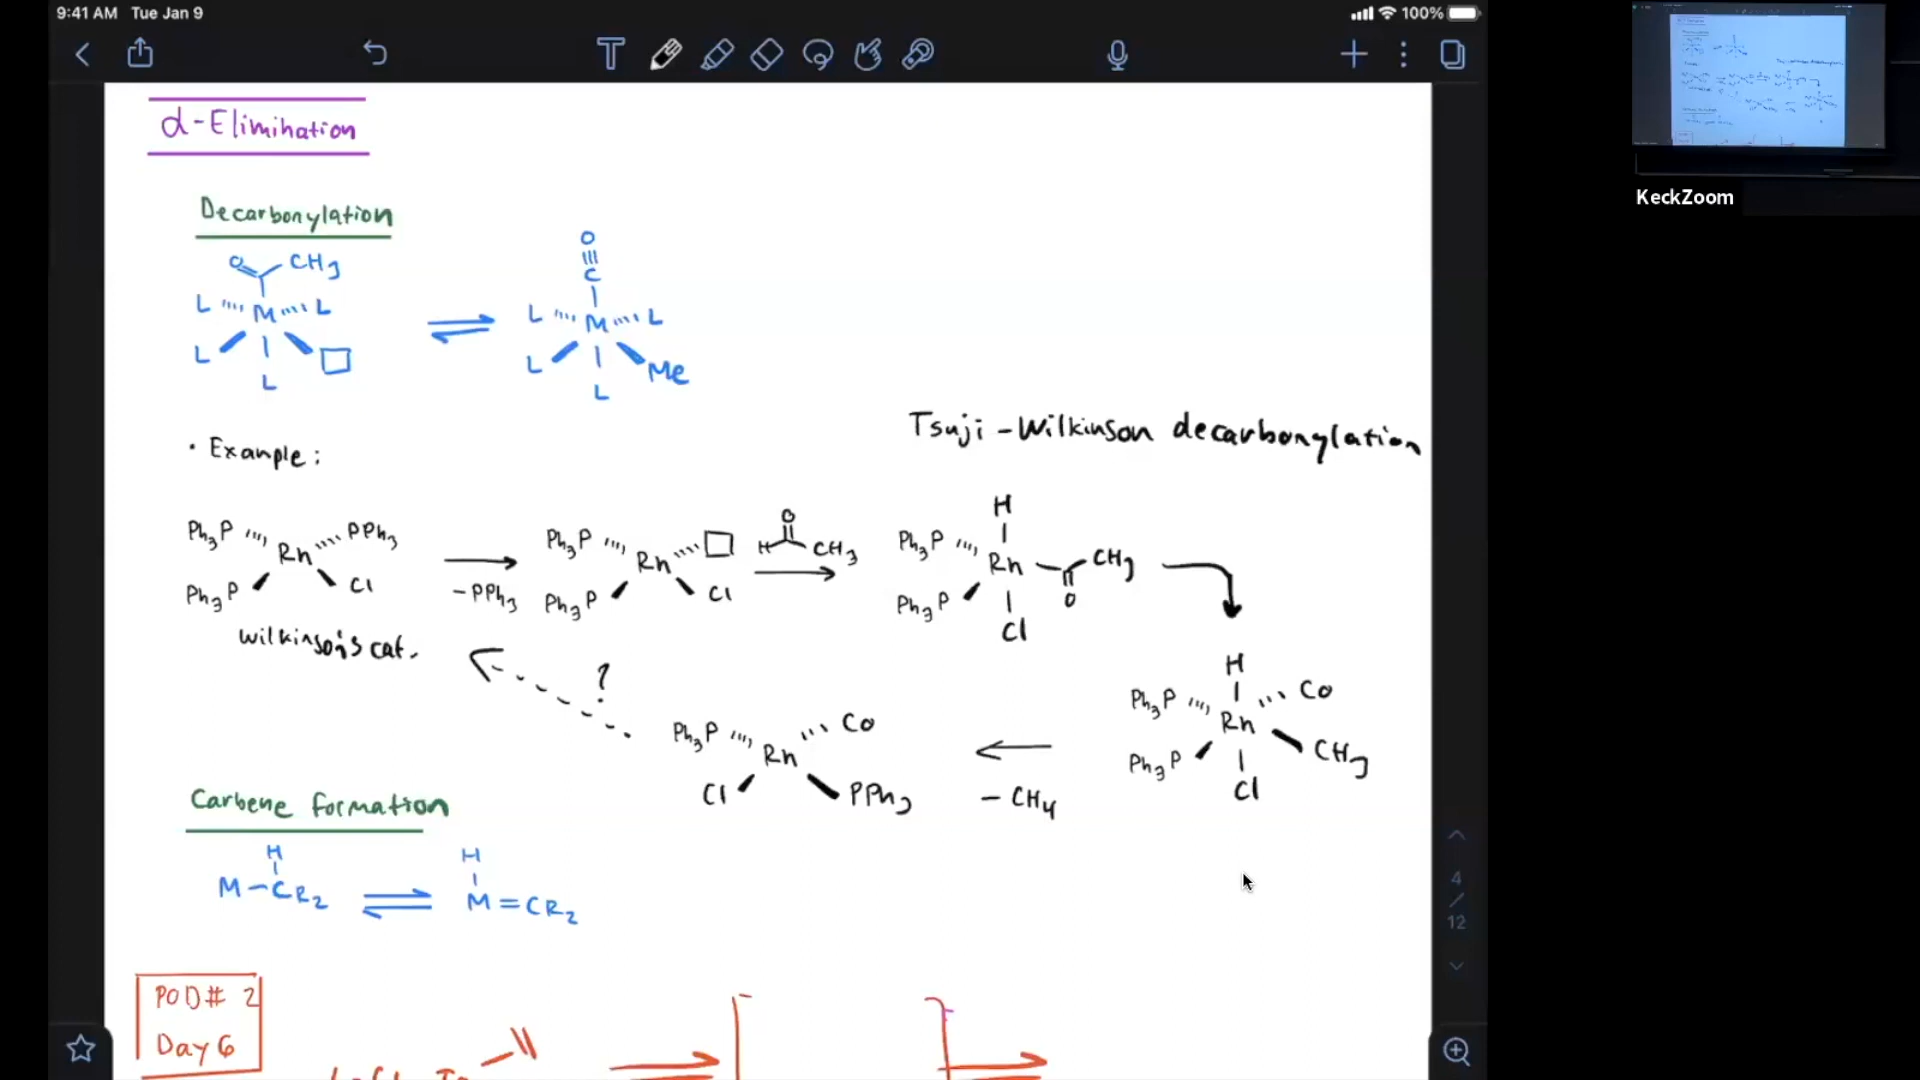 9:41 AM Tue Jan 9
100%
KeckZoom
α-Elimination
Decarbonylation
O CH3
L M L
L L
O
C
L M L
L Me
L
Tsuji-Wilkinson decarbonylation
• Example:
Ph3P Rh PPh3
Ph3P Cl
-PPh3
Ph3P Rh
Ph3P Cl
O
H CH3
H
Ph3P Rh CH3
Ph3P O
Cl
Wilkinson's cat.
?
H
Ph3P Rh CO
Ph3P CH3
Cl
- CH4
Ph3P Rh CO
Cl PPh3
Carbene formation
H
M-CR2
H
M=CR2
4
/
12
POD# 2
Day 6